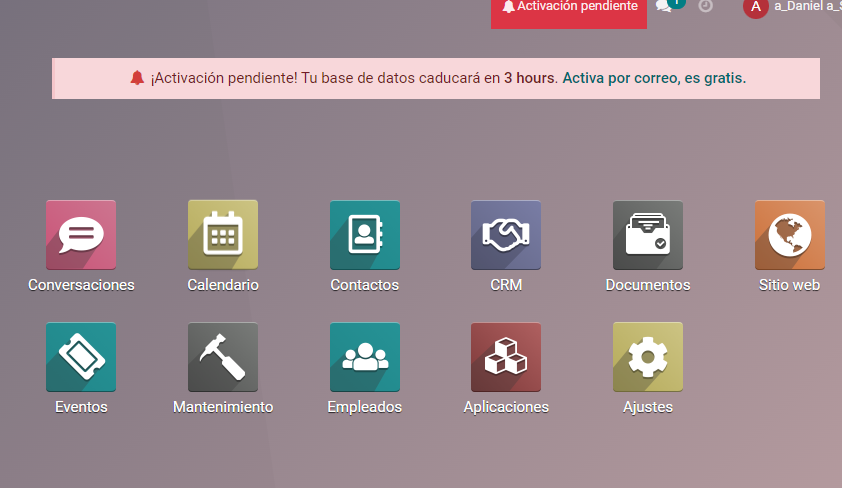 Activación pendiente
1
A a_Daniel a_S
¡Activación pendiente! Tu base de datos caducará en 3 hours. Activa por correo, es gratis.
Conversaciones Calendario Contactos CRM Documentos Sitio web
Eventos Mantenimiento Empleados Aplicaciones Ajustes